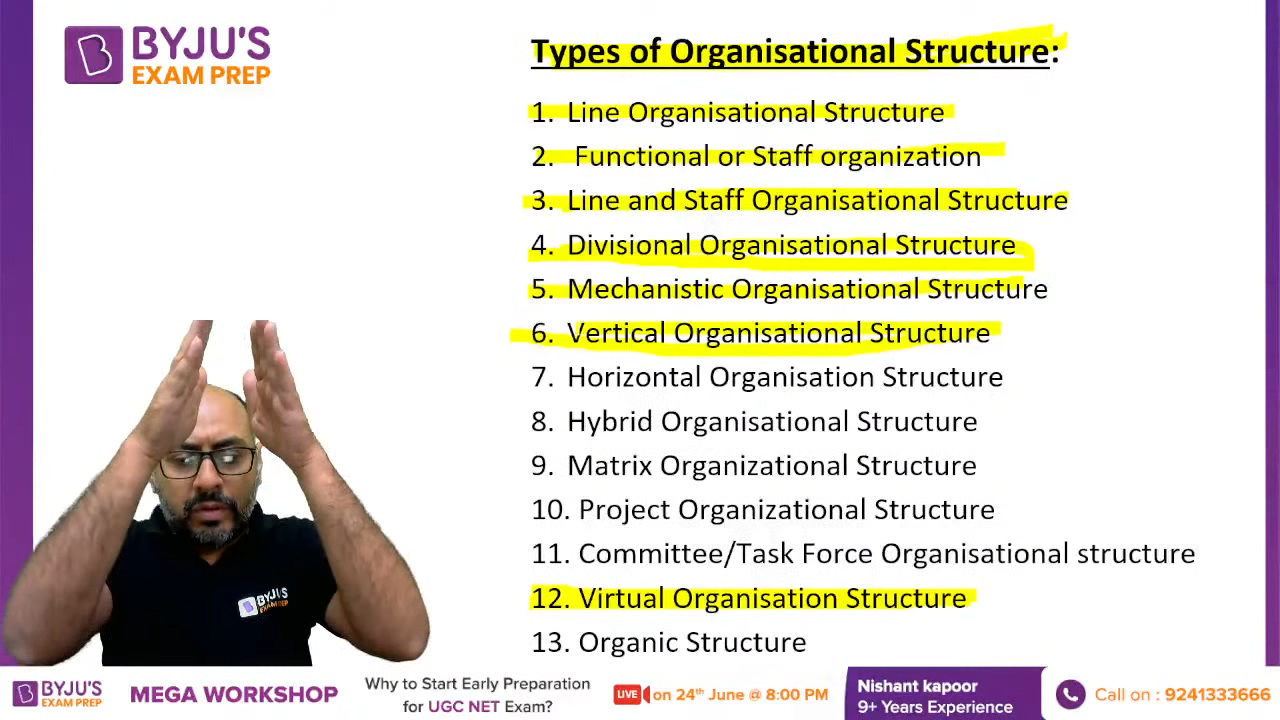 BYJU'S
EXAM PREP
Types of Organisational Structure:
1. Line Organisational Structure
2. Functional or Staff organization
3. Line and Staff Organisational Structure
4. Divisional Organisational Structure
5. Mechanistic Organisational Structure
6. Vertical Organisational Structure
7. Horizontal Organisation Structure
8. Hybrid Organisational Structure
9. Matrix Organizational Structure
10. Project Organizational Structure
11. Committee/Task Force Organisational structure
12. Virtual Organisation Structure
13. Organic Structure
BYJU'S
EXAM PREP
BYJU'S
EXAM PREP
MEGA WORKSHOP
Why to Start Early Preparation
for UGC NET Exam?
LIVE on 24th June @ 8:00 PM
Nishant kapoor
9+ Years Experience
Call on : 9241333666